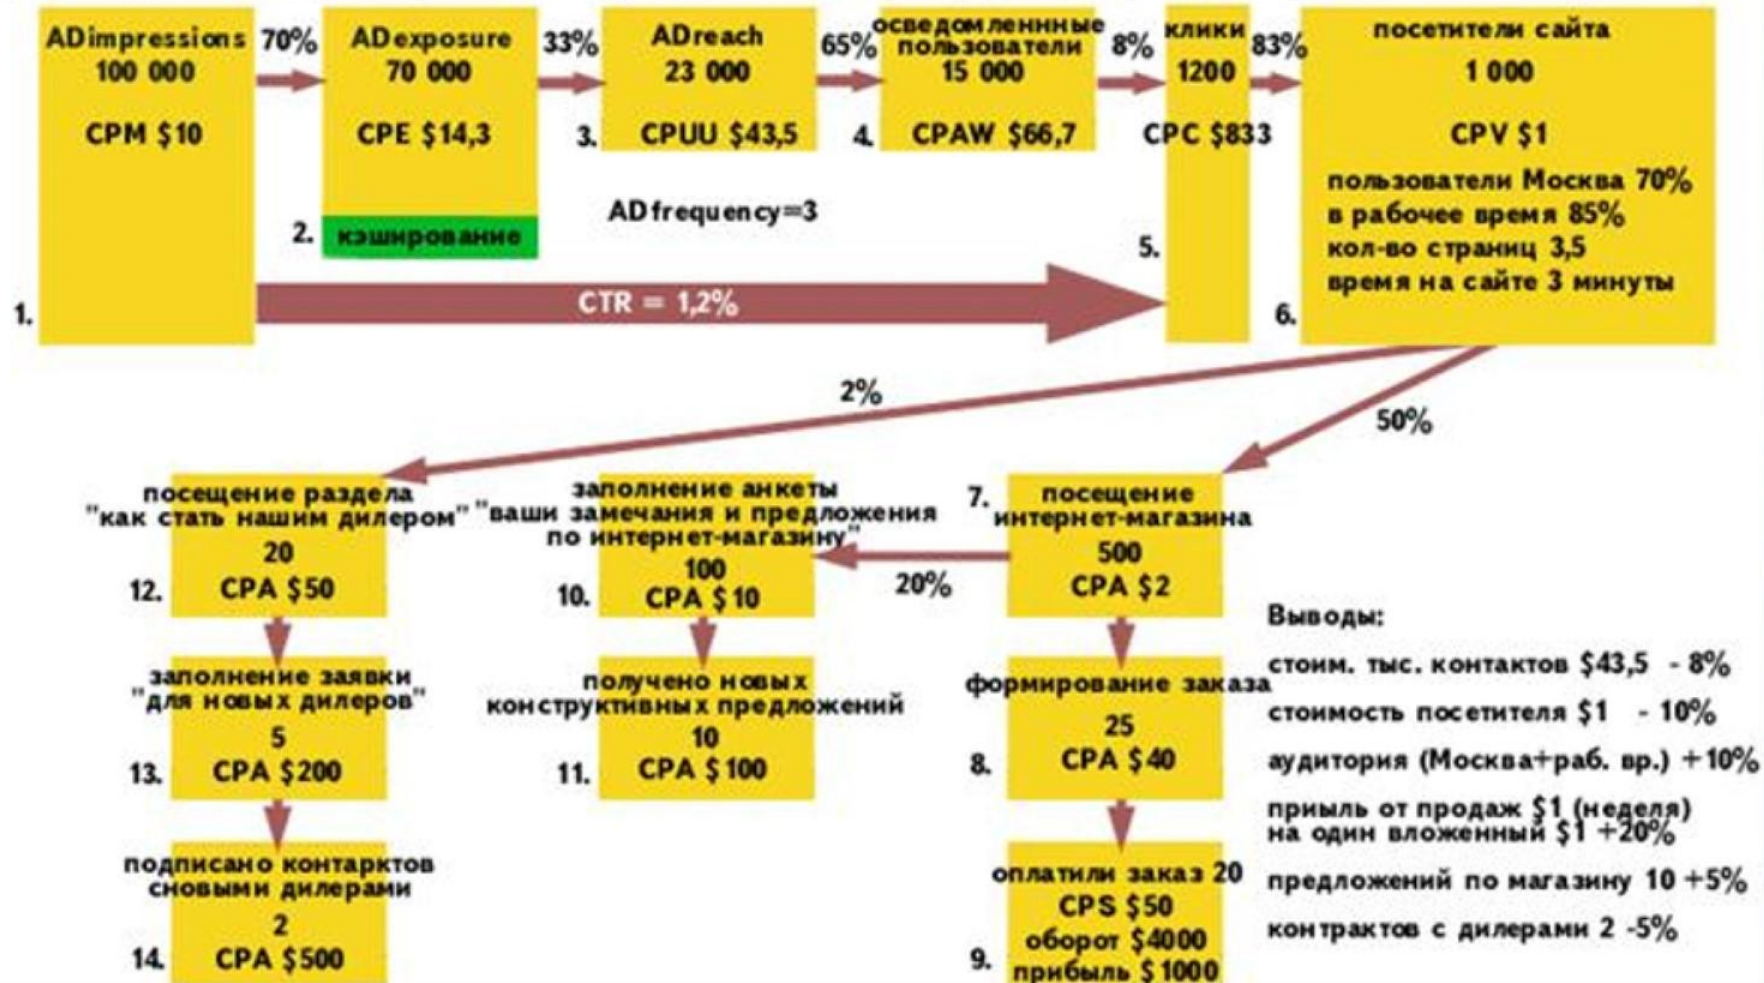 ADimpressions
100 000
CPM $10
1.
70%
ADexposure
70 000
CPE $14,3
2.
кэширование
33%
ADreach
23 000
3.
CPUU $43,5
65%
осведомленнные
пользователи
15 000
4.
CPAW $66,7
8%
клики
1200
CPC $833
5.
83%
посетители сайта
1 000
CPV $1
пользователи Москва 70%
в рабочее время 85%
кол-во страниц 3,5
время на сайте 3 минуты
6.
ADfrequency=3
CTR = 1,2%
2%
50%
посещение раздела
"как стать нашим дилером"
20
12.
CPA $50
заполнение анкеты
"ваши замечания и предложения
по интернет-магазину"
100
10.
CPA $10
20%
7.
посещение
интернет-магазина
500
CPA $2
заполнение заявки
"для новых дилеров"
5
13.
CPA $200
получено новых
конструктивных предложений
10
11.
CPA $100
формирование заказа
25
8.
CPA $40
подписано контарктов
сновыми дилерами
2
14.
CPA $500
оплатили заказ 20
CPS $50
оборот $4000
9.
прибыль $1000
Выводы:
стоим. тыс. контактов $43,5 - 8%
стоимость посетителя $1 - 10%
аудитория (Москва+раб. вр.) +10%
приыль от продаж $1 (неделя)
на один вложенный $1 +20%
предложений по магазину 10 +5%
контрактов с дилерами 2 -5%